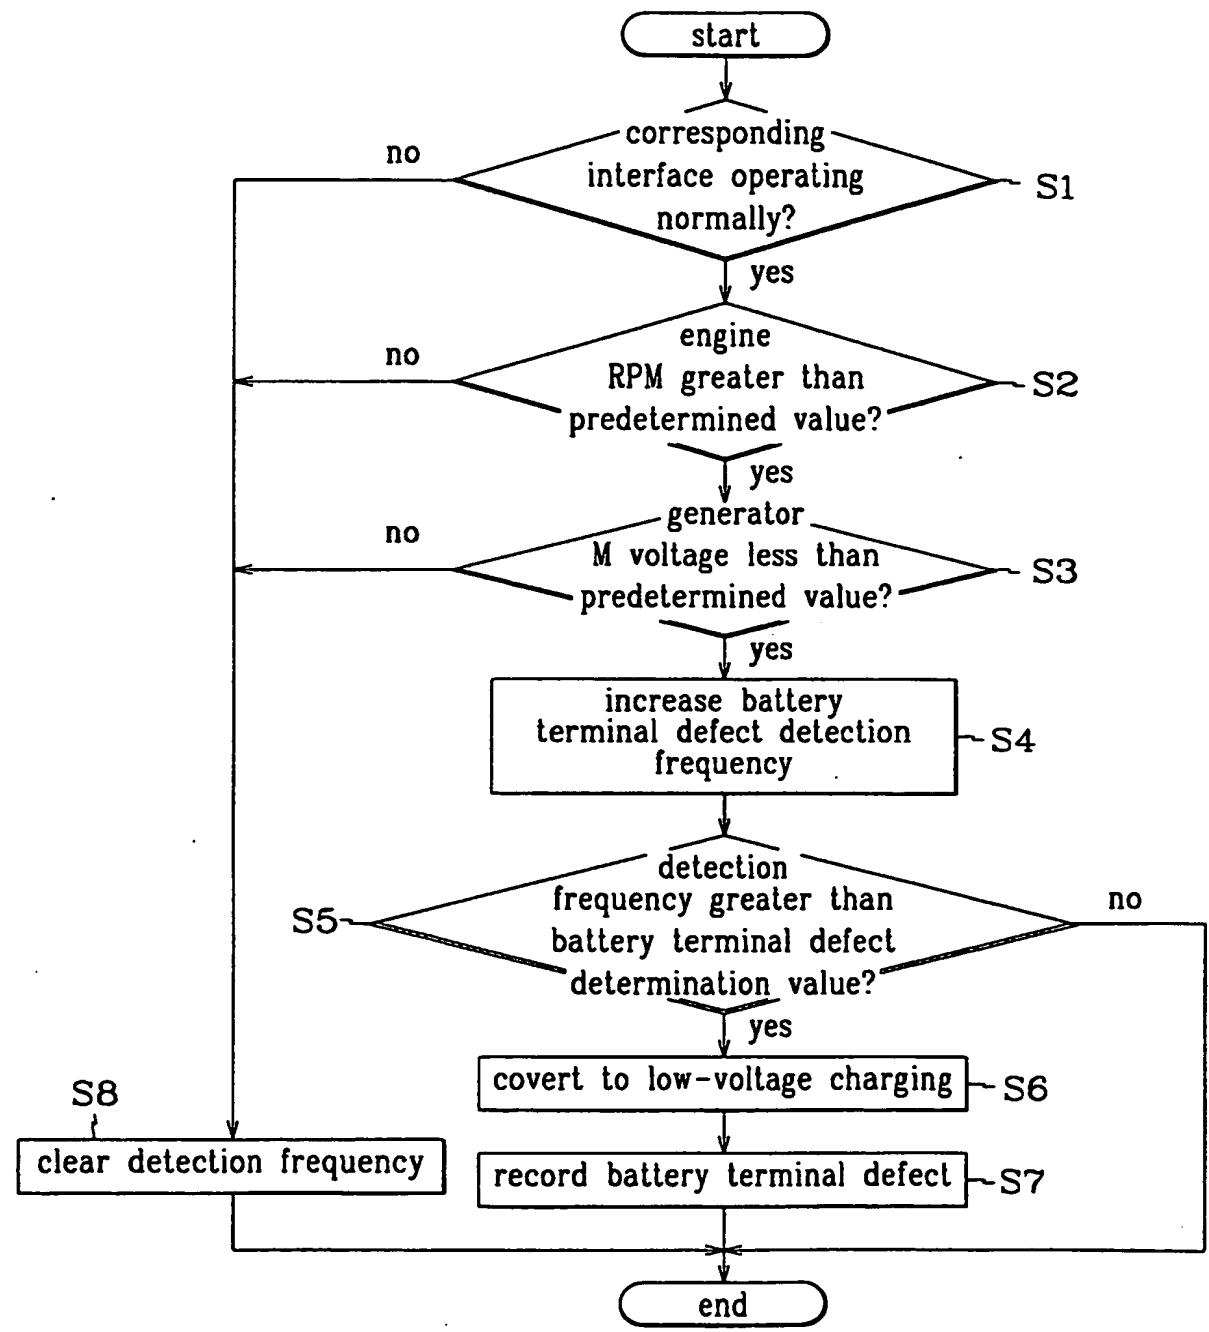 start
corresponding
interface operating
normally?
no
S1
yes
engine
RPM greater than
predetermined value?
no
S2
yes
generator
M voltage less than
predetermined value?
no
S3
yes
increase battery
terminal defect detection
frequency
S4
detection
frequency greater than
battery terminal defect
determination value?
S5
no
yes
covert to low-voltage charging
S6
S8
clear detection frequency
record battery terminal defect
S7
end